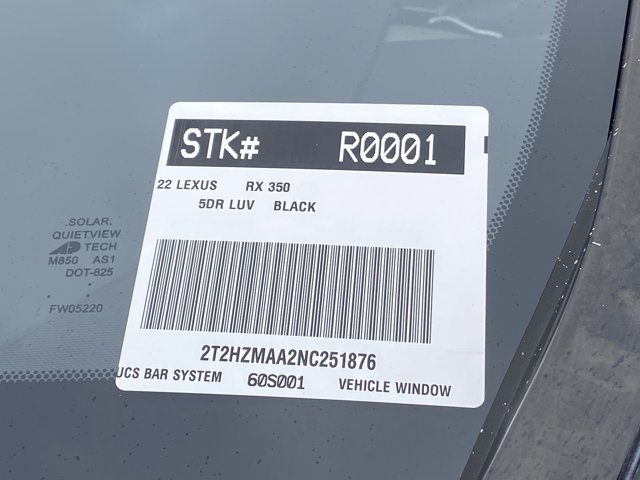 STK# R0001
22 LEXUS RX 350
5DR LUV BLACK
2T2HZMAA2NC251876
UCS BAR SYSTEM 60S001 VEHICLE WINDOW
SOLAR
QUIETVIEW
TECH
M850 AS1
DOT-825
FW05220